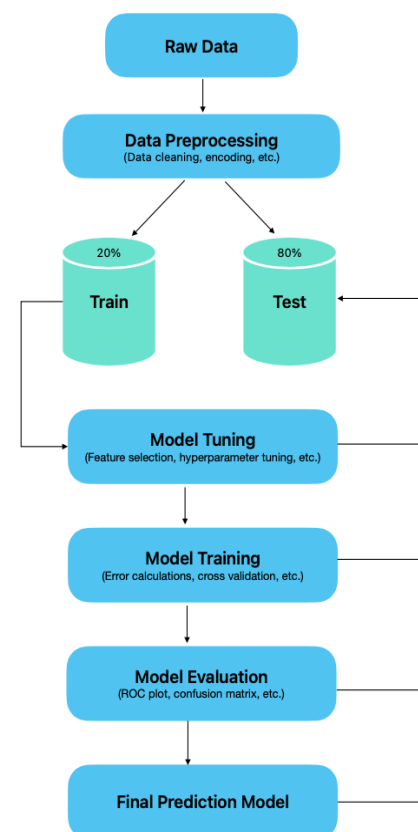 Raw Data
Data Preprocessing
(Data cleaning, encoding, etc.)
20%
Train
80%
Test
Model Tuning
(Feature selection, hyperparameter tuning, etc.)
Model Training
(Error calculations, cross validation, etc.)
Model Evaluation
(ROC plot, confusion matrix, etc.)
Final Prediction Model